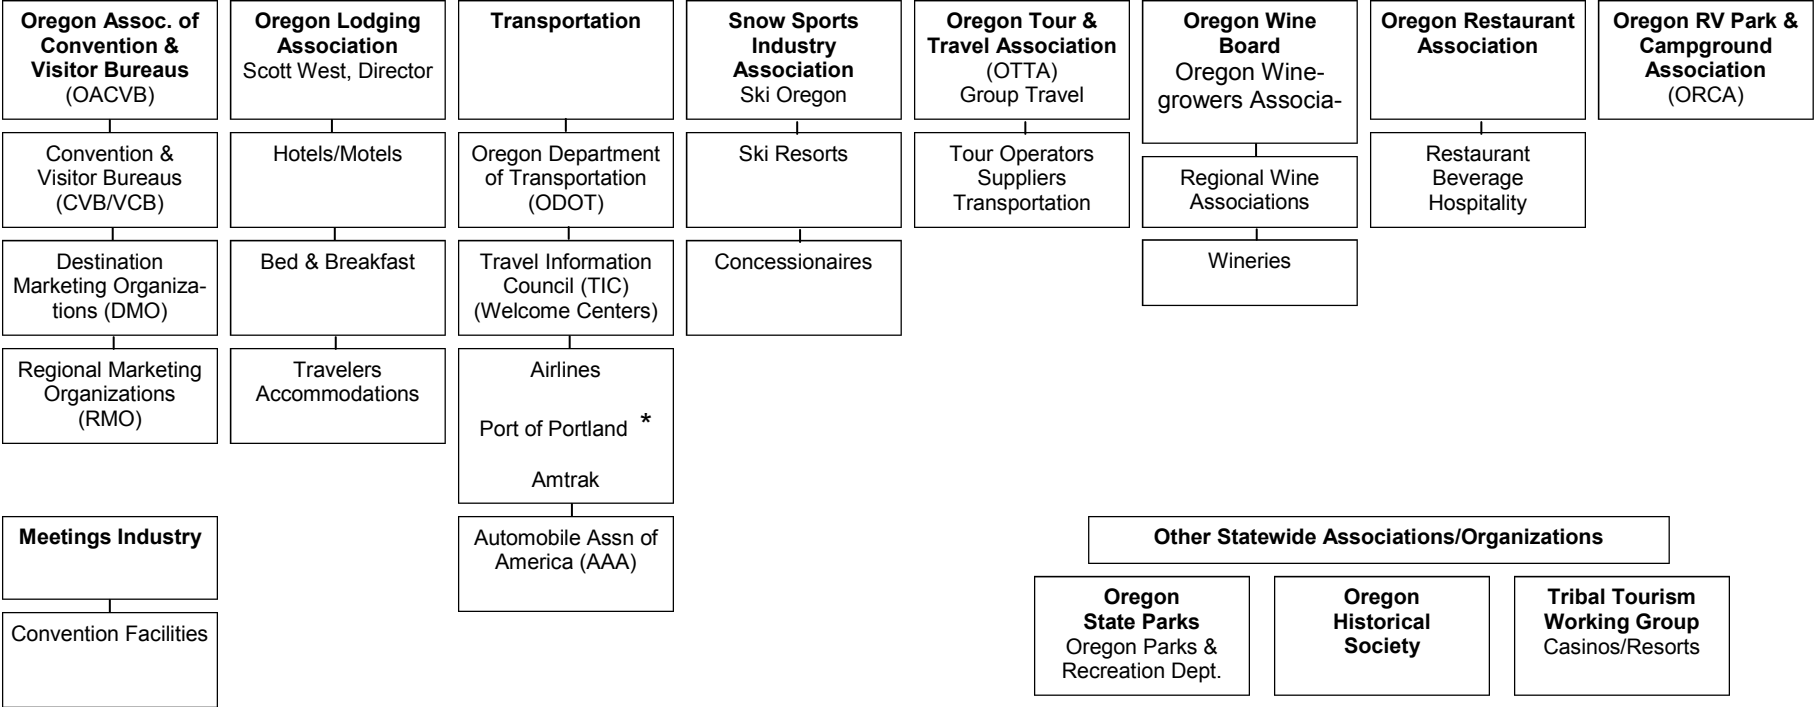 Oregon Assoc. of
Convention &
Visitor Bureaus
(OACVB)
Convention &
Visitor Bureaus
(CVB/VCB)
Destination
Marketing Organiza-
tions (DMO)
Regional Marketing
Organizations
(RMO)
Meetings Industry
Convention Facilities
Oregon Lodging
Association
Scott West, Director
Hotels/Motels
Bed & Breakfast
Travelers
Accommodations
Transportation
Oregon Department
of Transportation
(ODOT)
Travel Information
Council (TIC)
(Welcome Centers)
Airlines
Port of Portland *
Amtrak
Automobile Assn of
America (AAA)
Snow Sports
Industry
Association
Ski Oregon
Ski Resorts
Concessionaires
Oregon Tour &
Travel Association
(OTTA)
Group Travel
Tour Operators
Suppliers
Transportation
Oregon Wine
Board
Oregon Wine-
growers Associa-
Regional Wine
Associations
Wineries
Oregon Restaurant
Association
Restaurant
Beverage
Hospitality
Oregon RV Park &
Campground
Association
(ORCA)
Other Statewide Associations/Organizations
Oregon
State Parks
Oregon Parks &
Recreation Dept.
Oregon
Historical
Society
Tribal Tourism
Working Group
Casinos/Resorts